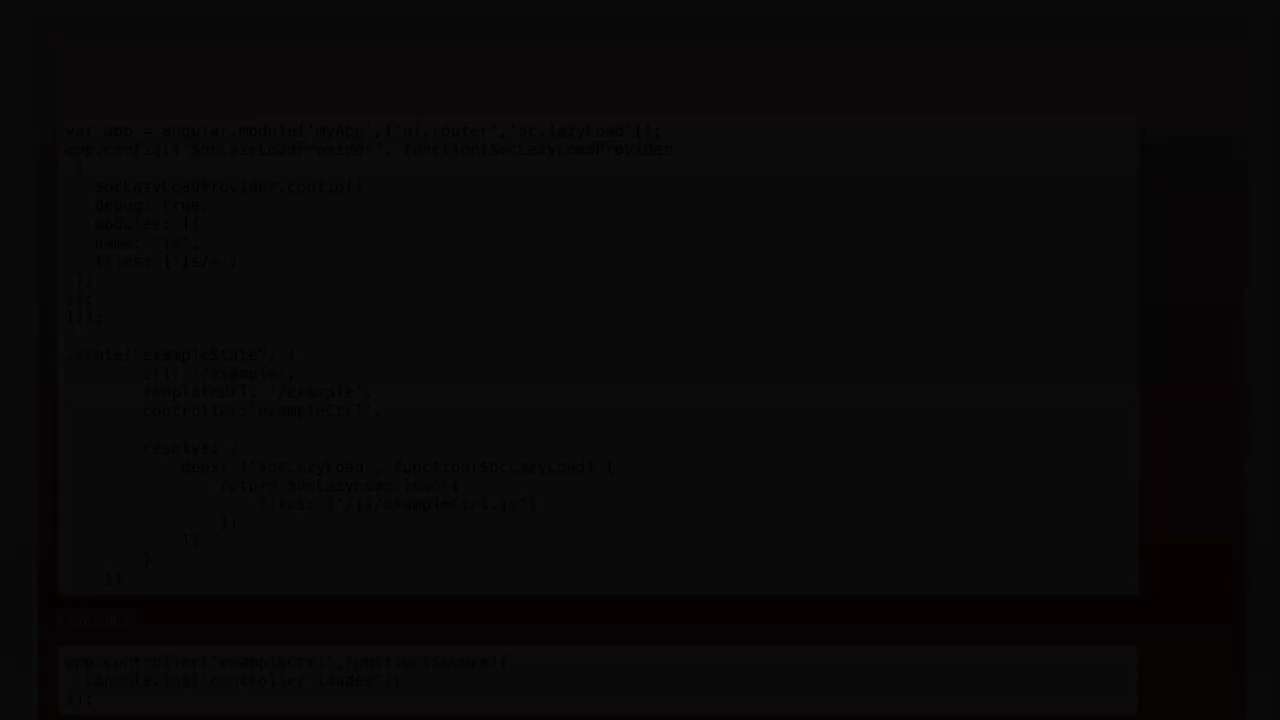 var app = angular.module('myApp',['ui.router','oc.lazyLoad']);
app.config(["$ocLazyLoadProvider", function($ocLazyLoadProvider
{
$ocLazyLoadProvider.config({
debug: true,
modules: [{
name: 'js',
files: ['js/
}]
});
}]);
.state("exampleState", {
url: '/example',
templateUrl: '/example',
controller:'exampleCtrl',
resolve: {
deps: ['$ocLazyLoad', function($ocLazyLoad) {
return $ocLazyLoad.load({
files: ['/js/exampleCtrl.js']
})
}]
}
})
app.controller("exampleCtrl",function($scope){
console.log('controller loaded');
});